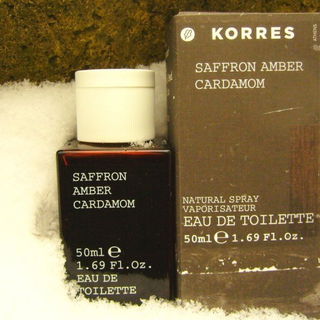 KORRES
ATHENS
SAFFRON AMBER
CARDAMOM
NATURAL SPRAY
VAPORISATEUR
EAU DE TOILETTE
50ml e 1.69 Fl.Oz.
SAFFRON
AMBER
CARDAMOM
50ml e
1.69 Fl.Oz.
EAU DE
TOILETTE